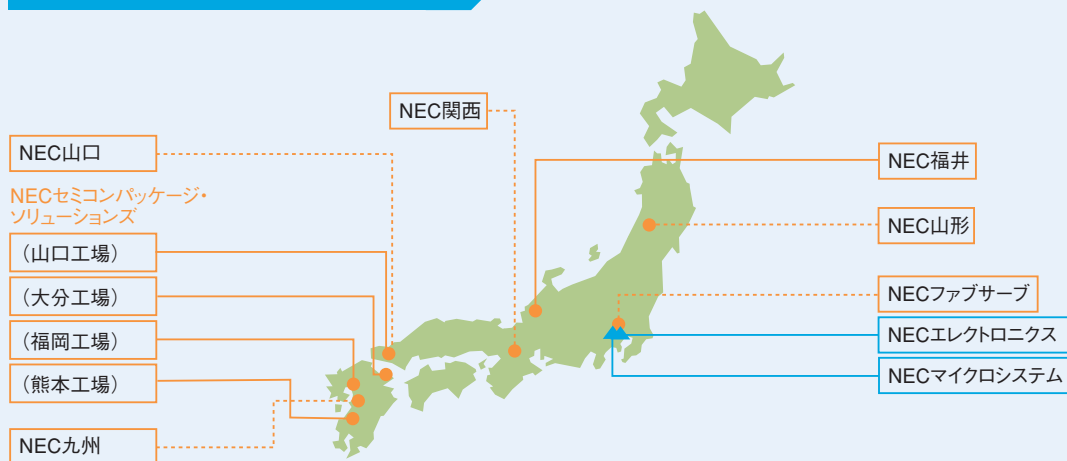 NEC関西
NEC山口
NECセミコンパッケージ・
ソリューションズ
（山口工場）
（大分工場）
（福岡工場）
（熊本工場）
NEC九州
NEC福井
NEC山形
NECファブサーブ
NECエレクトロニクス
NECマイクロシステム